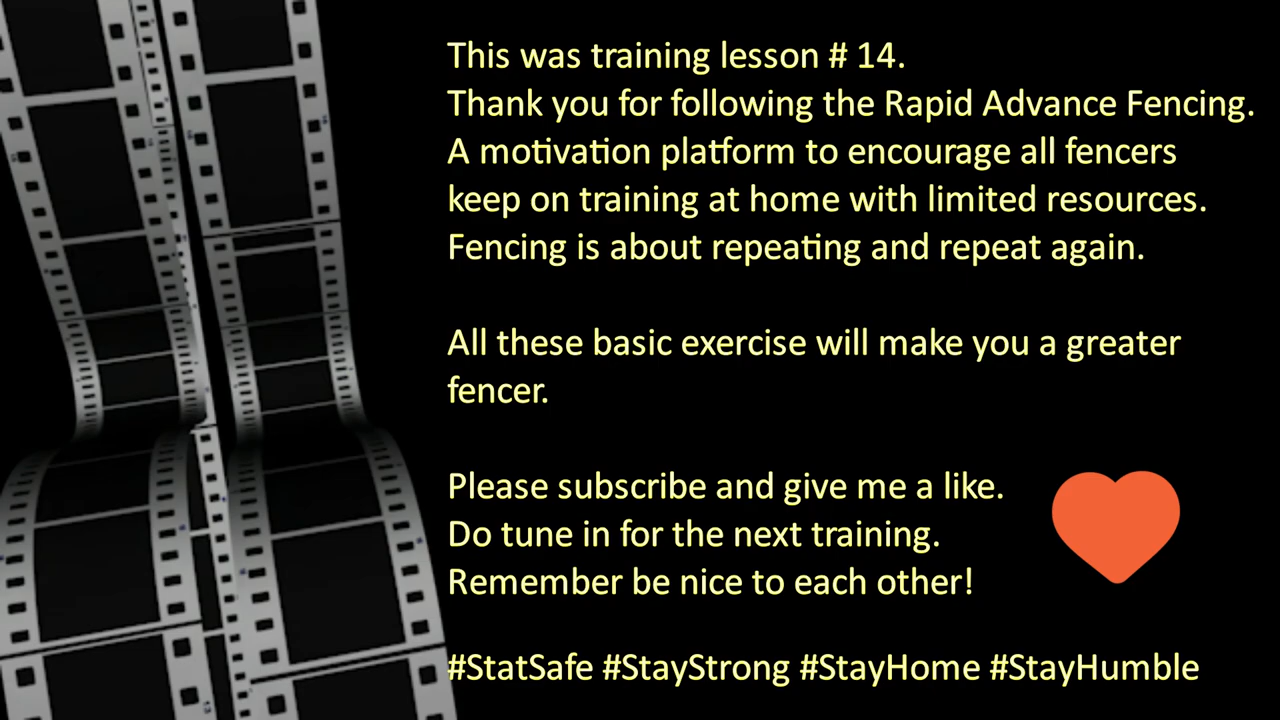 This was training lesson # 14.
Thank you for following the Rapid Advance Fencing.
A motivation platform to encourage all fencers
keep on training at home with limited resources.
Fencing is about repeating and repeat again.
All these basic exercise will make you a greater
fencer.
Please subscribe and give me a like.
Do tune in for the next training.
Remember be nice to each other!
#StatSafe #StayStrong #StayHome #StayHumble